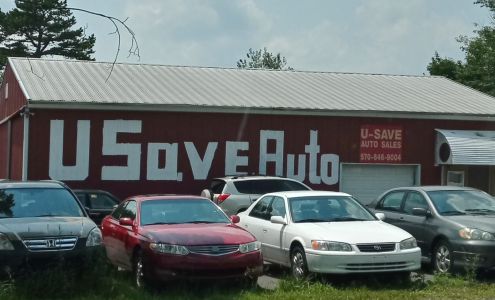 U Save Auto
U-SAVE
AUTO SALES
570-646-9004